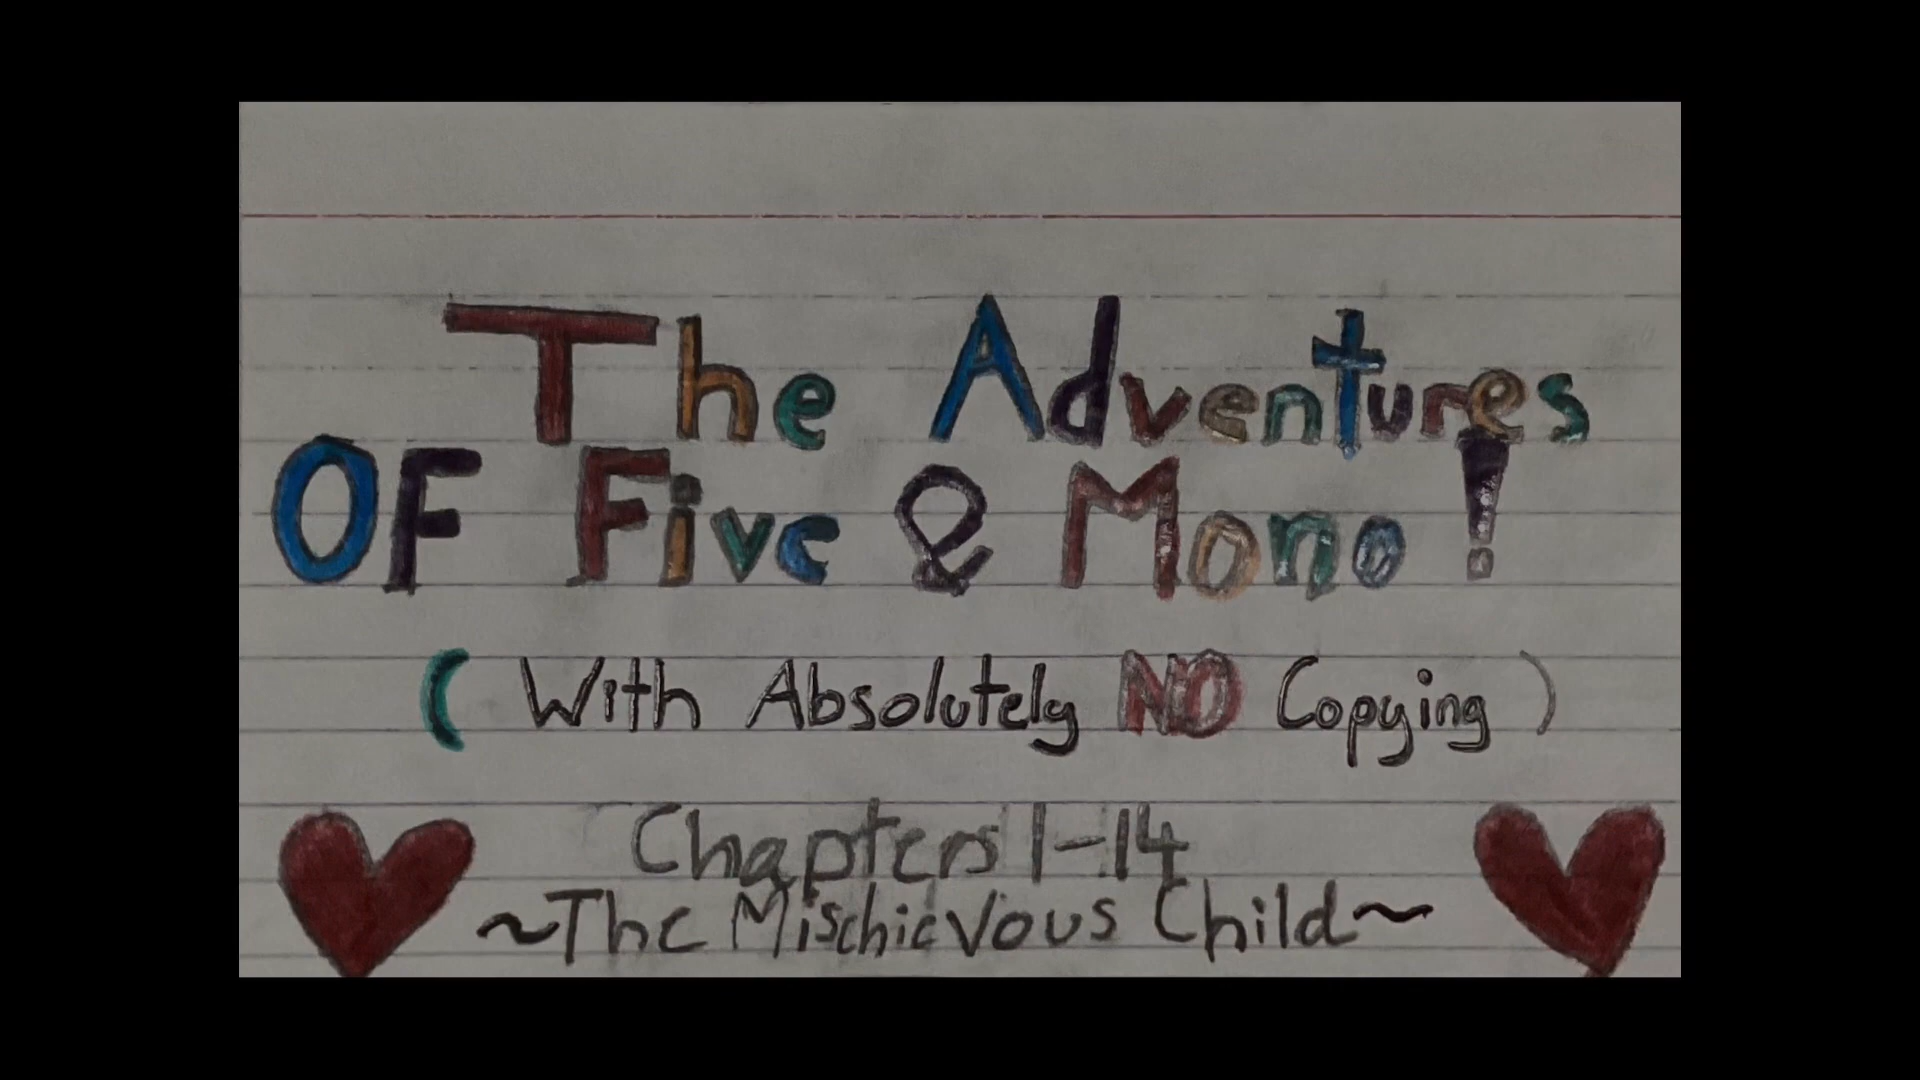 The Adventures
OF Five & Mono!
(With Absolutely NO Copying)
Chapters 1-14
~The Mischievous Child~